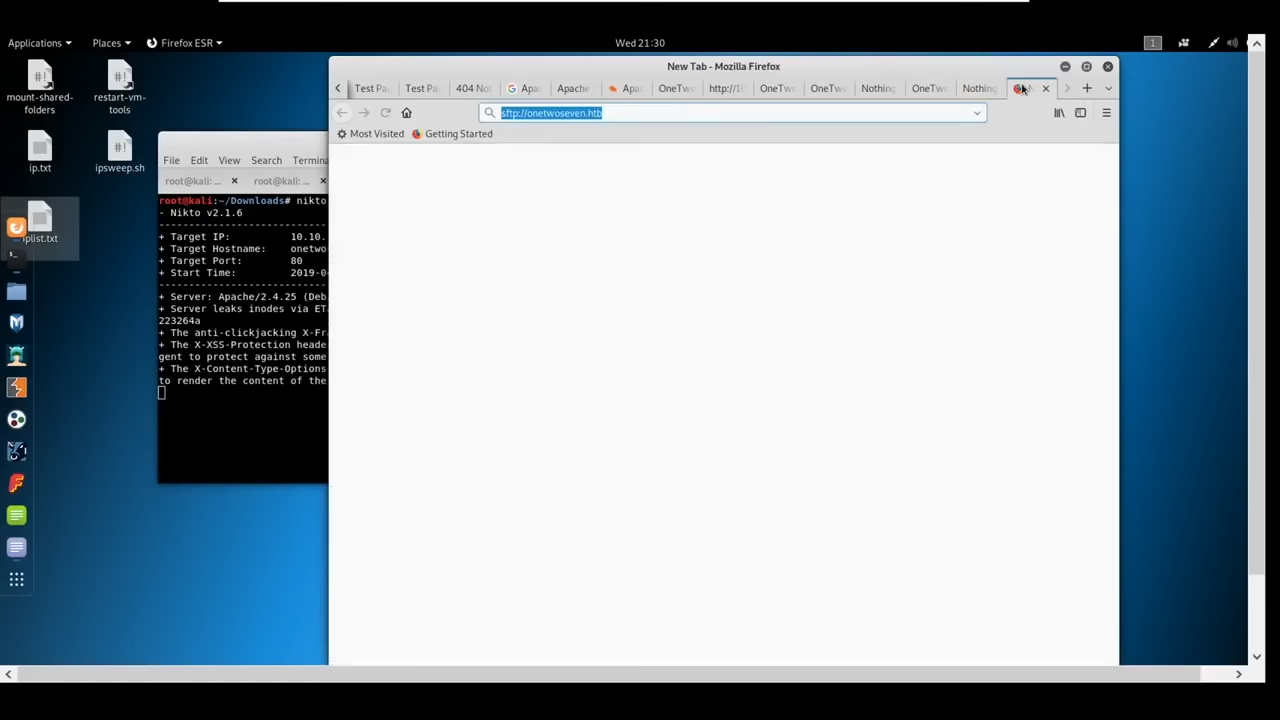 Applications Places Firefox ESR Wed 21:30 1
New Tab - Mozilla Firefox
Test Pa Test Pa 404 No Apa Apache Apa OneTwo http://10 OneTw OneTw Nothing OneTw Nothing
sftp://onetwoseven.htb
Most Visited Getting Started
mount-shared-folders
restart-vm-tools
ip.txt
ipsweep.sh
iplist.txt
File Edit View Search Termina
root@kali: ... root@kali: ...
root@kali:~/Downloads# nikto
- Nikto v2.1.6
+ Target IP: 10.10.
+ Target Hostname: onetwo
+ Target Port: 80
+ Start Time: 2019-0
+ Server: Apache/2.4.25 (Deb
+ Server leaks inodes via ET
223264a
+ The anti-clickjacking X-Fr
+ The X-XSS-Protection heade
gent to protect against some
+ The X-Content-Type-Options
to render the content of the